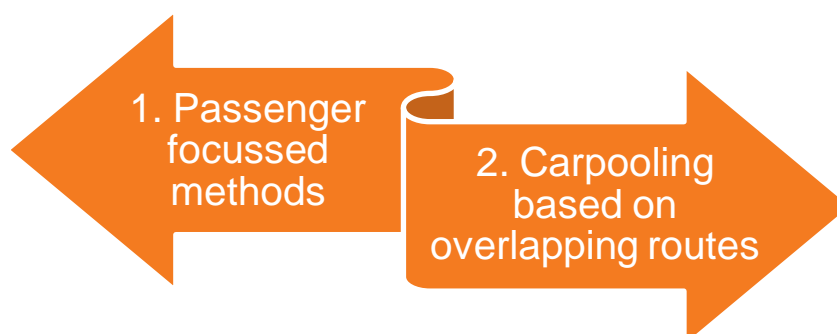 1. Passenger
focussed
methods
2. Carpooling
based on
overlapping routes